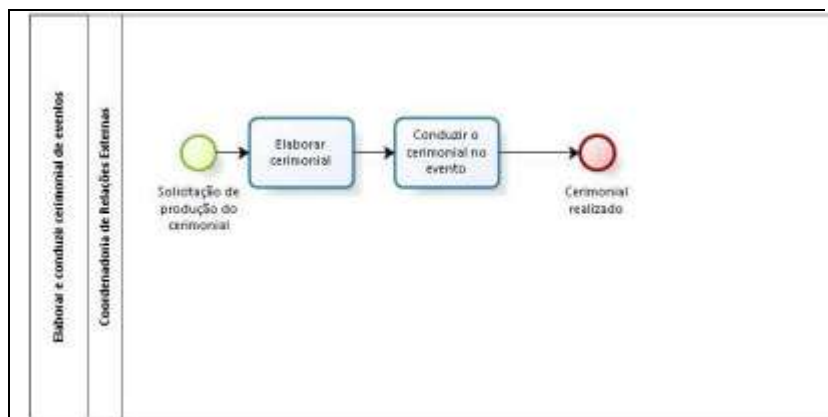 Elaborar e conduzir cerimonial de eventos
Coordenadoria de Relações Externas
Solicitação de
produção do
cerimonial
Elaborar
cerimonial
Conduzir o
cerimonial no
evento
Cerimonial
realizado